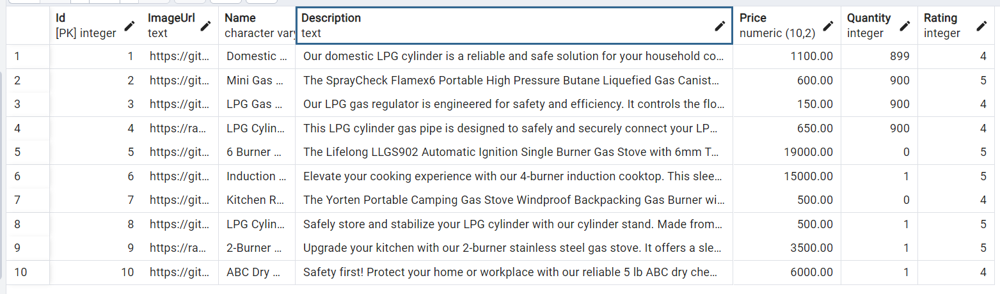 Id ImageUrl Name Description Price Quantity Rating
[PK] integer text character vary text numeric (10,2) integer integer
1 1 https://git... Domestic ... Our domestic LPG cylinder is a reliable and safe solution for your household co... 1100.00 899 4
2 2 https://git... Mini Gas ... The SprayCheck Flamex6 Portable High Pressure Butane Liquefied Gas Canist... 600.00 900 5
3 3 https://git... LPG Gas ... Our LPG gas regulator is engineered for safety and efficiency. It controls the flo... 150.00 900 4
4 4 https://ra... LPG Cylin... This LPG cylinder gas pipe is designed to safely and securely connect your LP... 650.00 900 4
5 5 https://git... 6 Burner ... The Lifelong LLGS902 Automatic Ignition Single Burner Gas Stove with 6mm T... 19000.00 0 5
6 6 https://git... Induction ... Elevate your cooking experience with our 4-burner induction cooktop. This slee... 15000.00 1 5
7 7 https://git... Kitchen R... The Yorten Portable Camping Gas Stove Windproof Backpacking Gas Burner wi... 500.00 0 4
8 8 https://git... LPG Cylin... Safely store and stabilize your LPG cylinder with our cylinder stand. Made from... 500.00 1 5
9 9 https://ra... 2-Burner ... Upgrade your kitchen with our 2-burner stainless steel gas stove. It offers a sle... 3500.00 1 5
10 10 https://git... ABC Dry ... Safety first! Protect your home or workplace with our reliable 5 lb ABC dry che... 6000.00 1 4